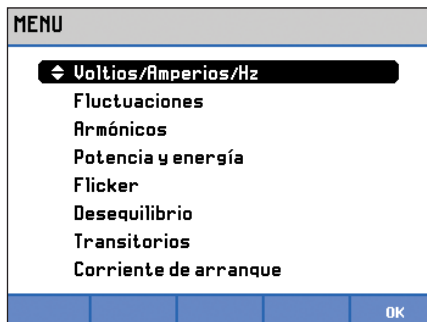 MENU
Voltios/Amperios/Hz
Fluctuaciones
Armónicos
Potencia y energía
Flicker
Desequilibrio
Transitorios
Corriente de arranque
OK